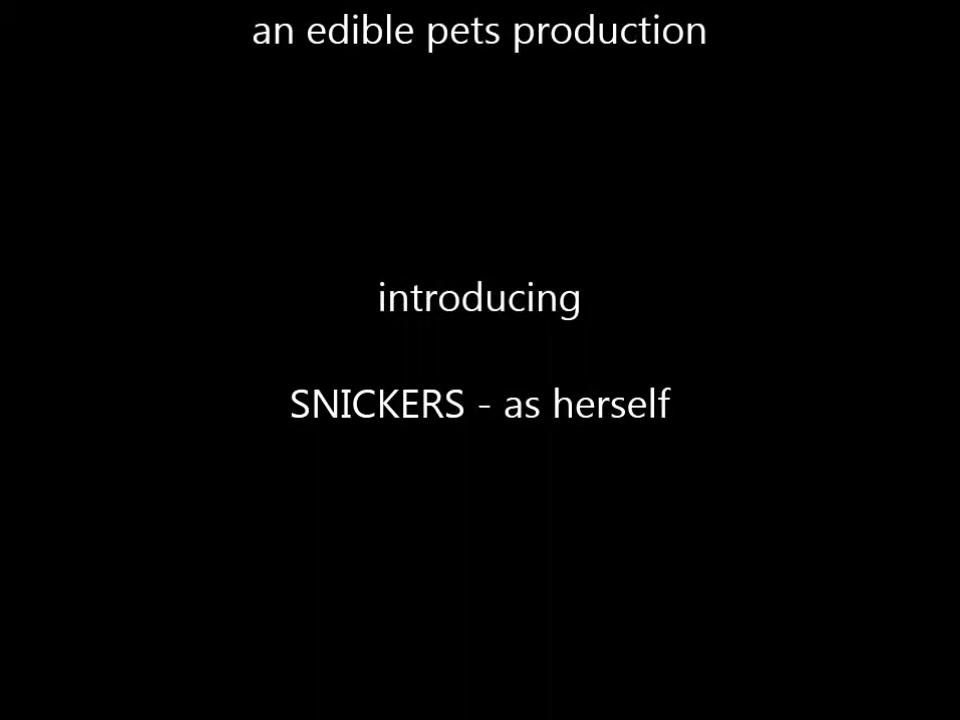 an edible pets production
introducing
SNICKERS - as herself